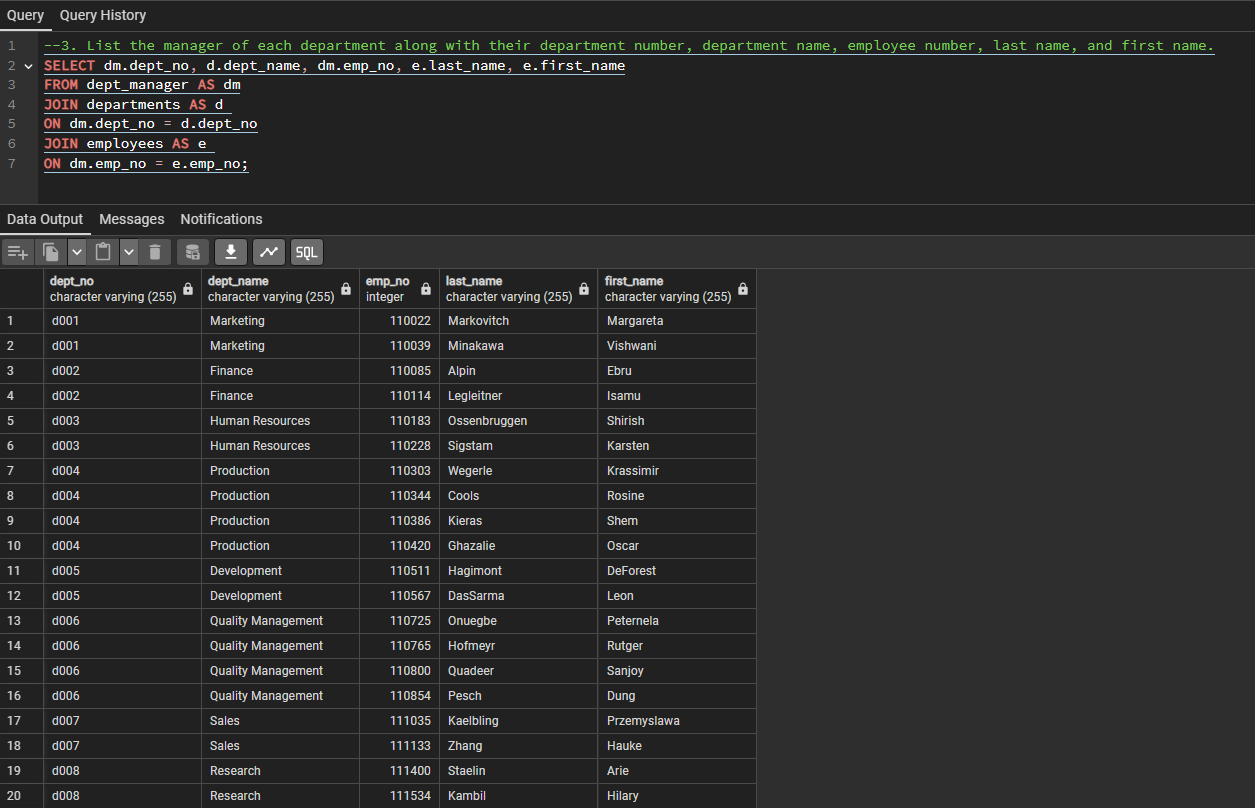 Query Query History
1 --3. List the manager of each department along with their department number, department name, employee number, last name, and first name.
2 SELECT dm.dept_no, d.dept_name, dm.emp_no, e.last_name, e.first_name
3 FROM dept_manager AS dm
4 JOIN departments AS d
5 ON dm.dept_no = d.dept_no
6 JOIN employees AS e
7 ON dm.emp_no = e.emp_no;
Data Output Messages Notifications
SQL
dept_no dept_name emp_no last_name first_name
character varying (255) character varying (255) integer character varying (255) character varying (255)
1 d001 Marketing 110022 Markovitch Margareta
2 d001 Marketing 110039 Minakawa Vishwani
3 d002 Finance 110085 Alpin Ebru
4 d002 Finance 110114 Legleitner Isamu
5 d003 Human Resources 110183 Ossenbruggen Shirish
6 d003 Human Resources 110228 Sigstam Karsten
7 d004 Production 110303 Wegerle Krassimir
8 d004 Production 110344 Cools Rosine
9 d004 Production 110386 Kieras Shem
10 d004 Production 110420 Ghazalie Oscar
11 d005 Development 110511 Hagimont DeForest
12 d005 Development 110567 DasSarma Leon
13 d006 Quality Management 110725 Onuegbe Peternela
14 d006 Quality Management 110765 Hofmeyr Rutger
15 d006 Quality Management 110800 Quadeer Sanjoy
16 d006 Quality Management 110854 Pesch Dung
17 d007 Sales 111035 Kaelbling Przemyslawa
18 d007 Sales 111133 Zhang Hauke
19 d008 Research 111400 Staelin Arie
20 d008 Research 111534 Kambil Hilary